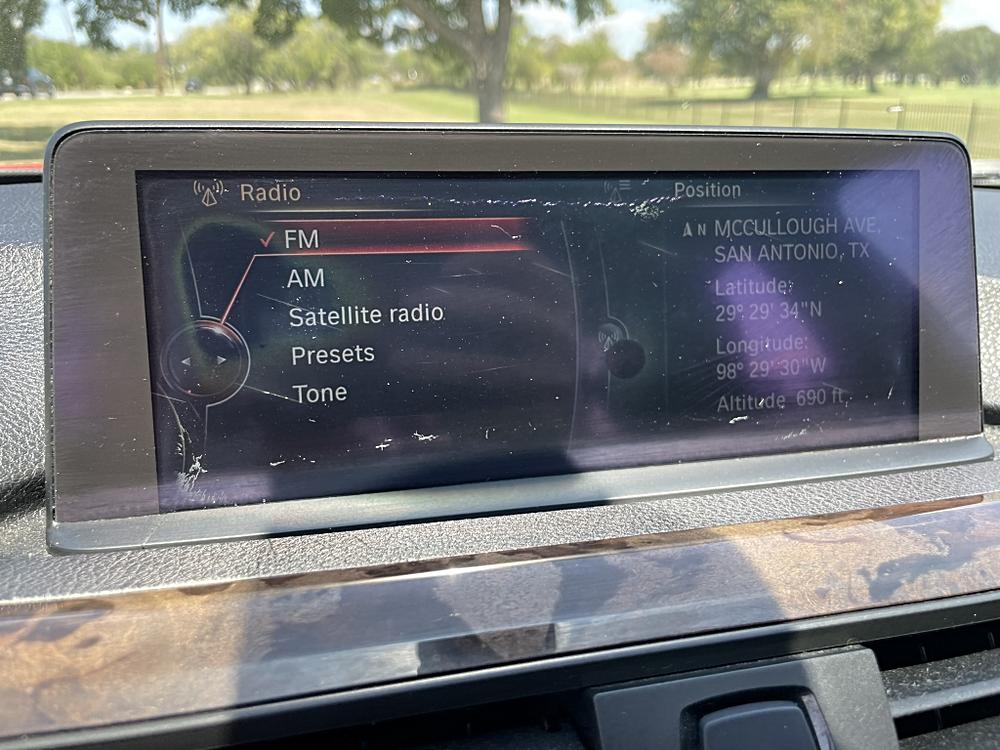 Radio
FM
AM
Satellite radio
Presets
Tone
Position
N MCCULLOUGH AVE,
SAN ANTONIO, TX
Latitude:
29° 29' 34"N
Longitude:
98° 29' 30"W
Altitude: 690 ft.